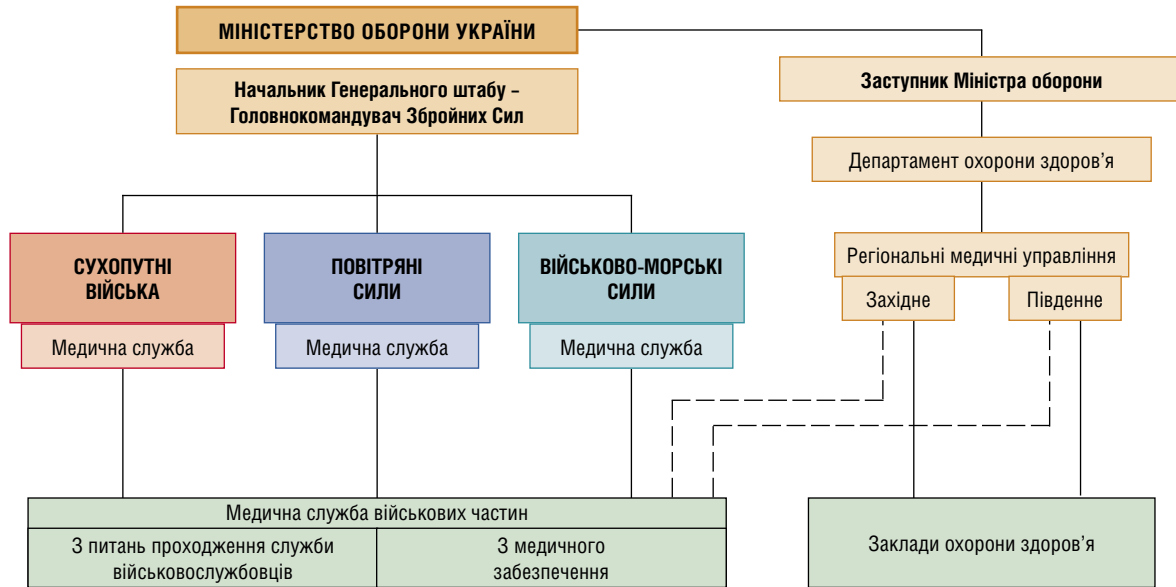 МІНІСТЕРСТВО ОБОРОНИ УКРАЇНИ
Начальник Генерального штабу –
Головнокомандувач Збройних Сил
Заступник Міністра оборони
Департамент охорони здоров’я
Регіональні медичні управління
Західне
Південне
СУХОПУТНІ
ВІЙСЬКА
Медична служба
ПОВІТРЯНІ
СИЛИ
Медична служба
ВІЙСЬКОВО-МОРСЬКІ
СИЛИ
Медична служба
Медична служба військових частин
З питань проходження служби
військовослужбовців
З медичного
забезпечення
Заклади охорони здоров’я